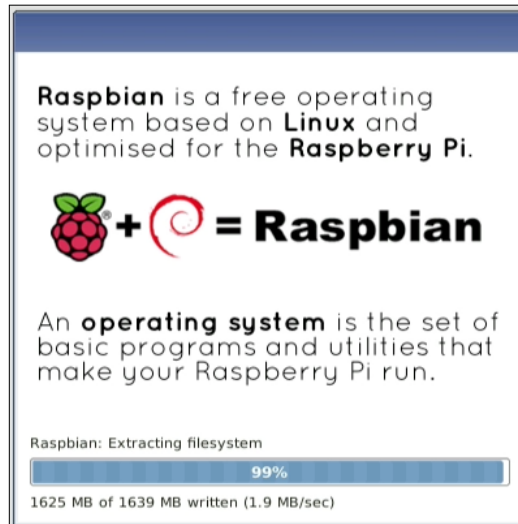 Raspbian is a free operating
system based on Linux and
optimised for the Raspberry Pi.
®+ = Raspbian
An operating system is the set of
basic programs and utilities that
make your Raspberry Pi run.
Raspbian: Extracting filesystem
99%
1625 MB of 1639 MB written (1.9 MB/sec)